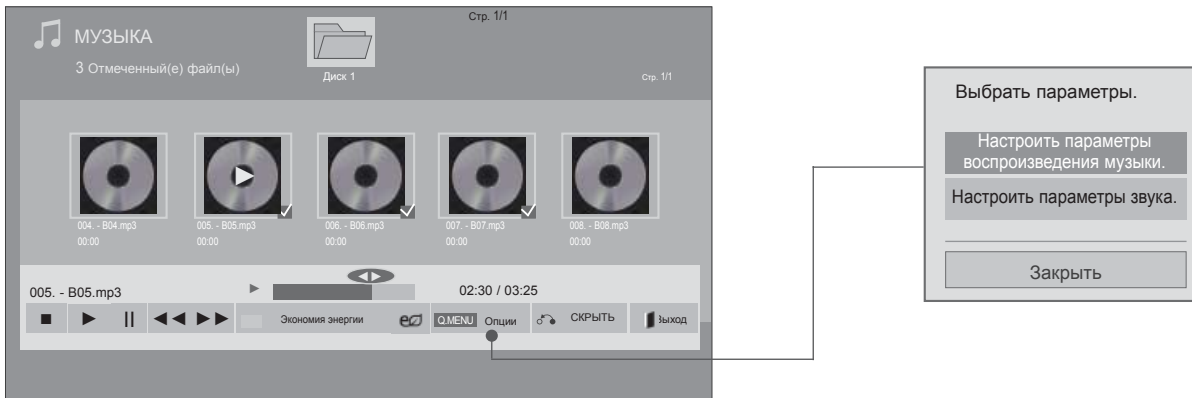 Стр. 1/1
МУЗЫКА
3 Отмеченный(е) файл(ы)
Диск 1
Стр. 1/1
004. - B04.mp3
00:00
005. - B05.mp3
00:00
006. - B06.mp3
00:00
007. - B07.mp3
00:00
008. - B08.mp3
00:00
005. - B05.mp3
02:30 / 03:25
Экономия энергии
Q.MENU Опции
СКРЫТЬ
Выход
Выбрать параметры.
Настроить параметры
воспроизведения музыки.
Настроить параметры звука.
Закрыть